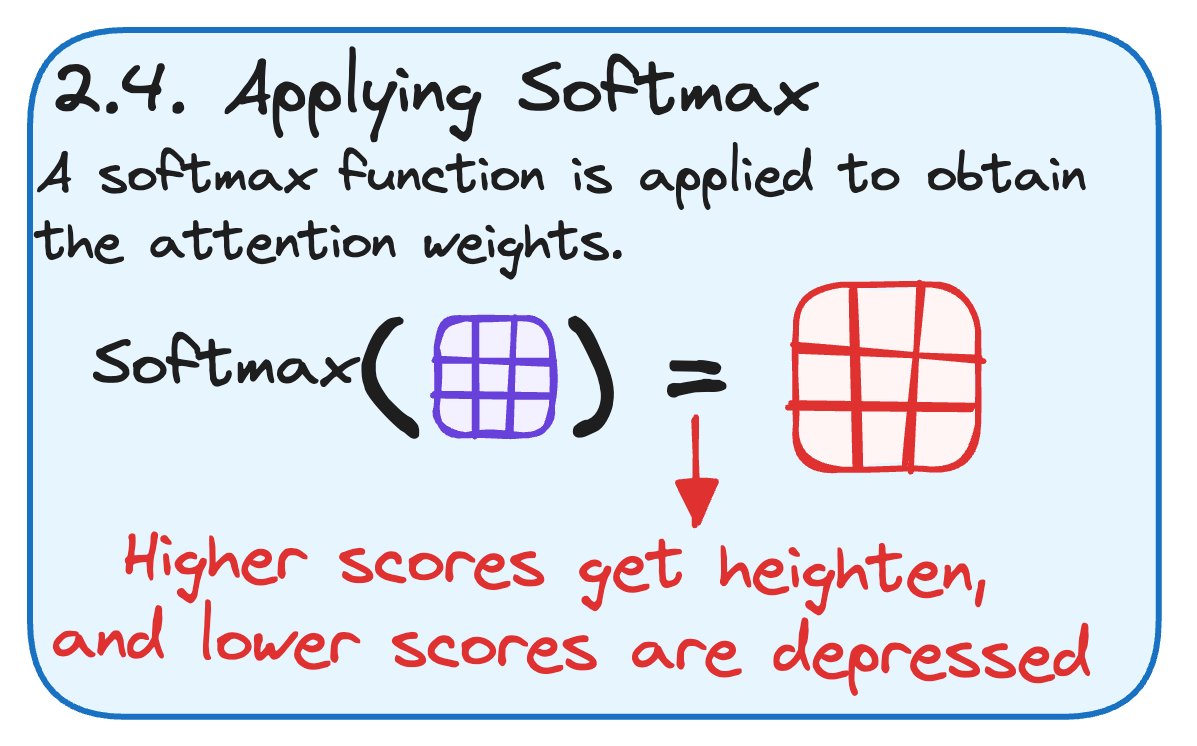 2.4. Applying Softmax
A softmax function is applied to obtain
the attention weights.
Softmax( ) =
Higher scores get heighten,
and lower scores are depressed